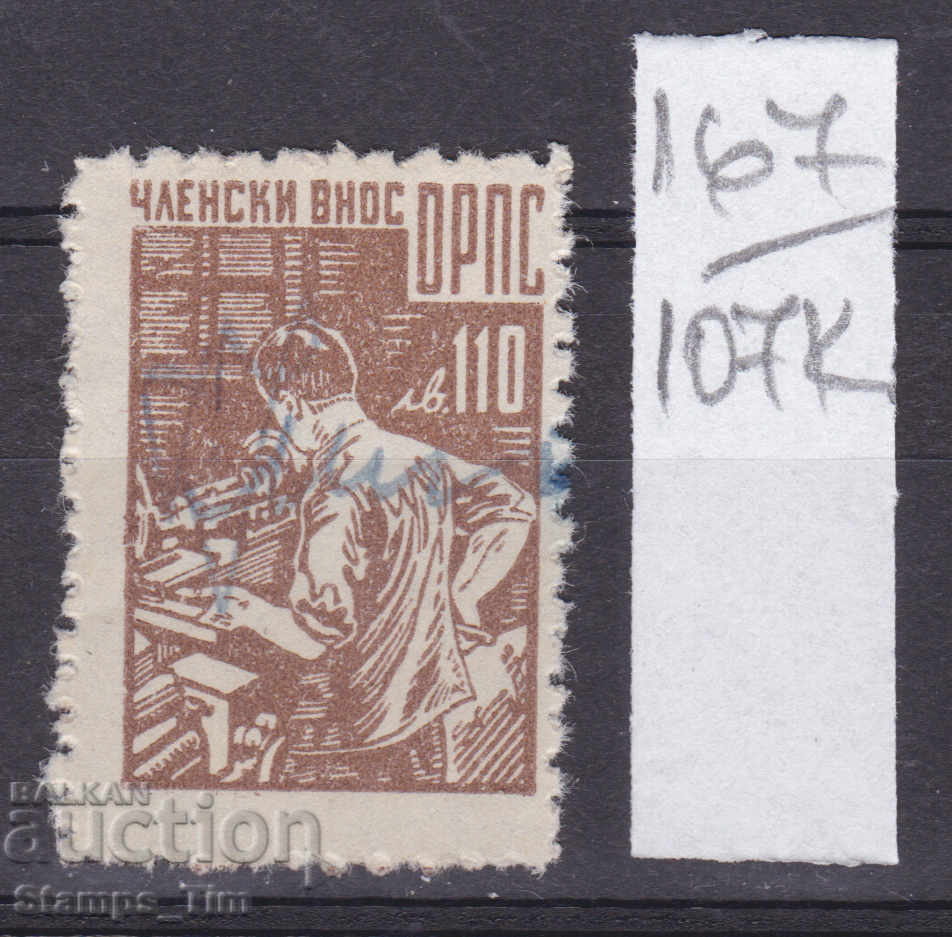 ЧЛЕНСКИ ВНОС
ОРПС
лв. 110
167
107К
BALKAN
auction
Stamps_Tim